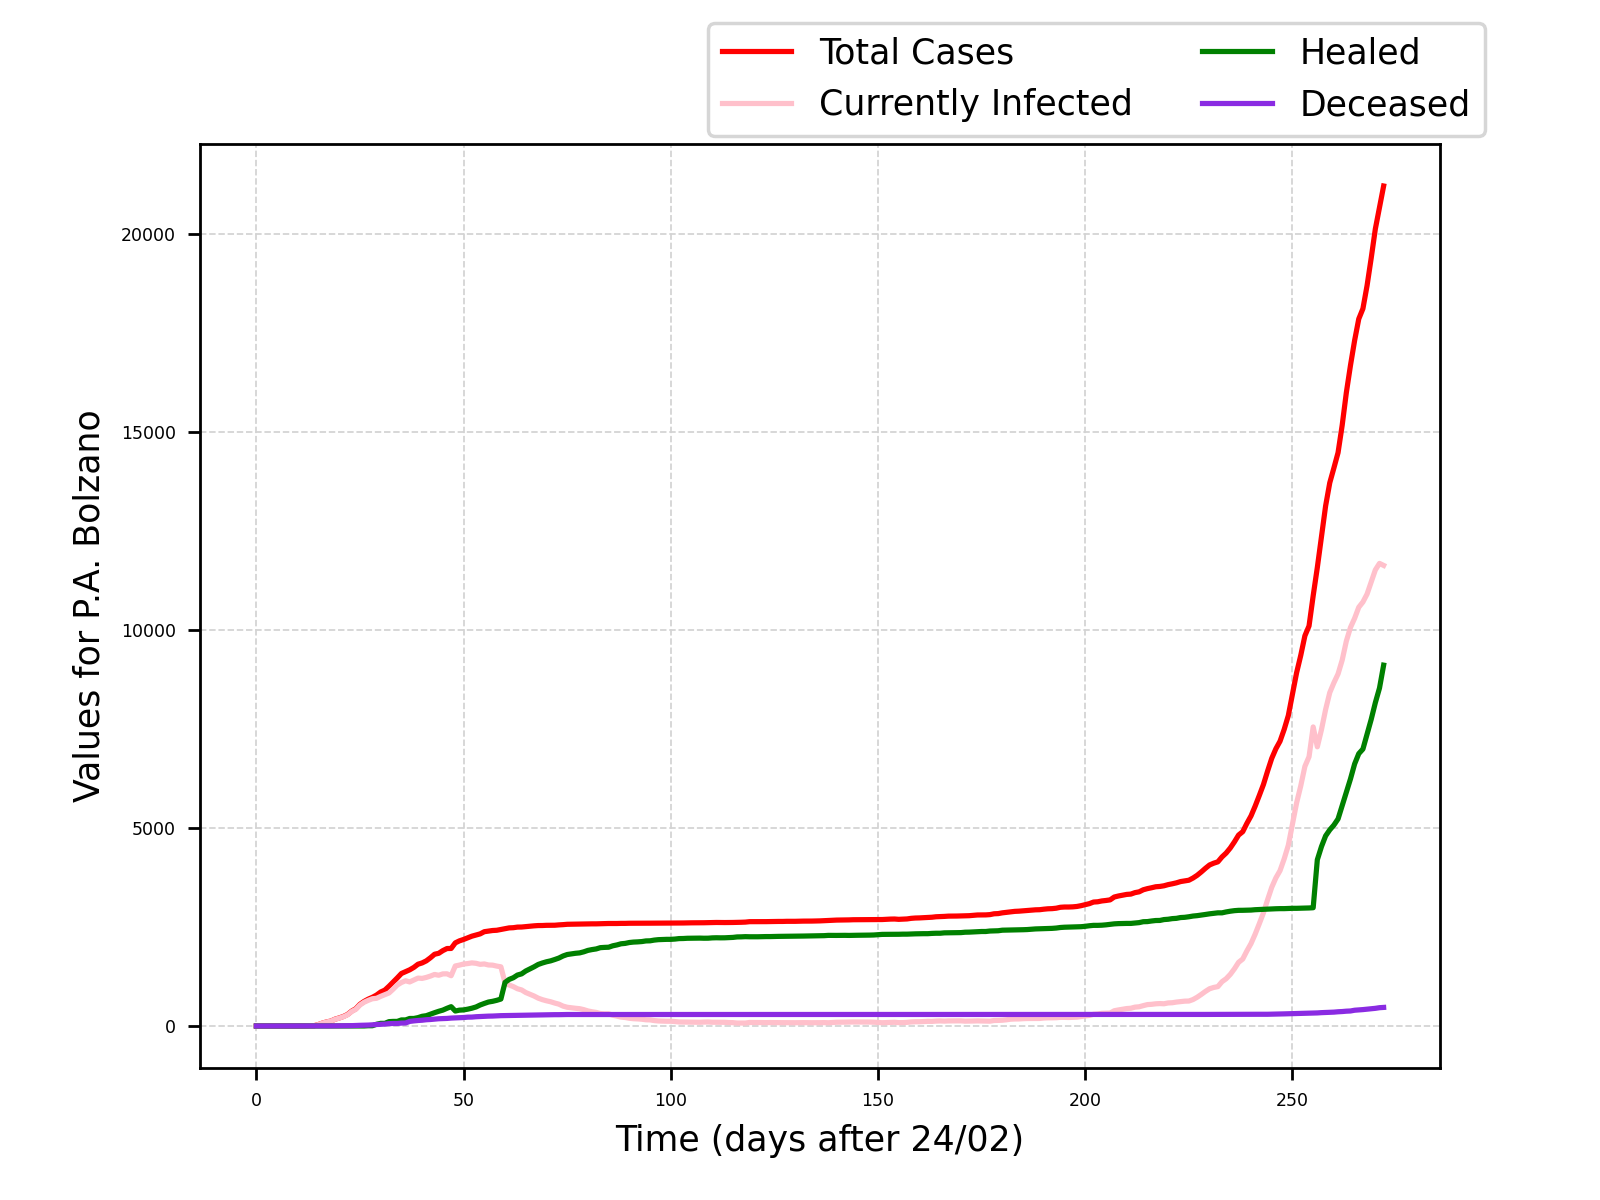 Total Cases
Currently Infected
Healed
Deceased
Values for P.A. Bolzano
20000
15000
10000
5000
0
0 50 100 150 200 250
Time (days after 24/02)